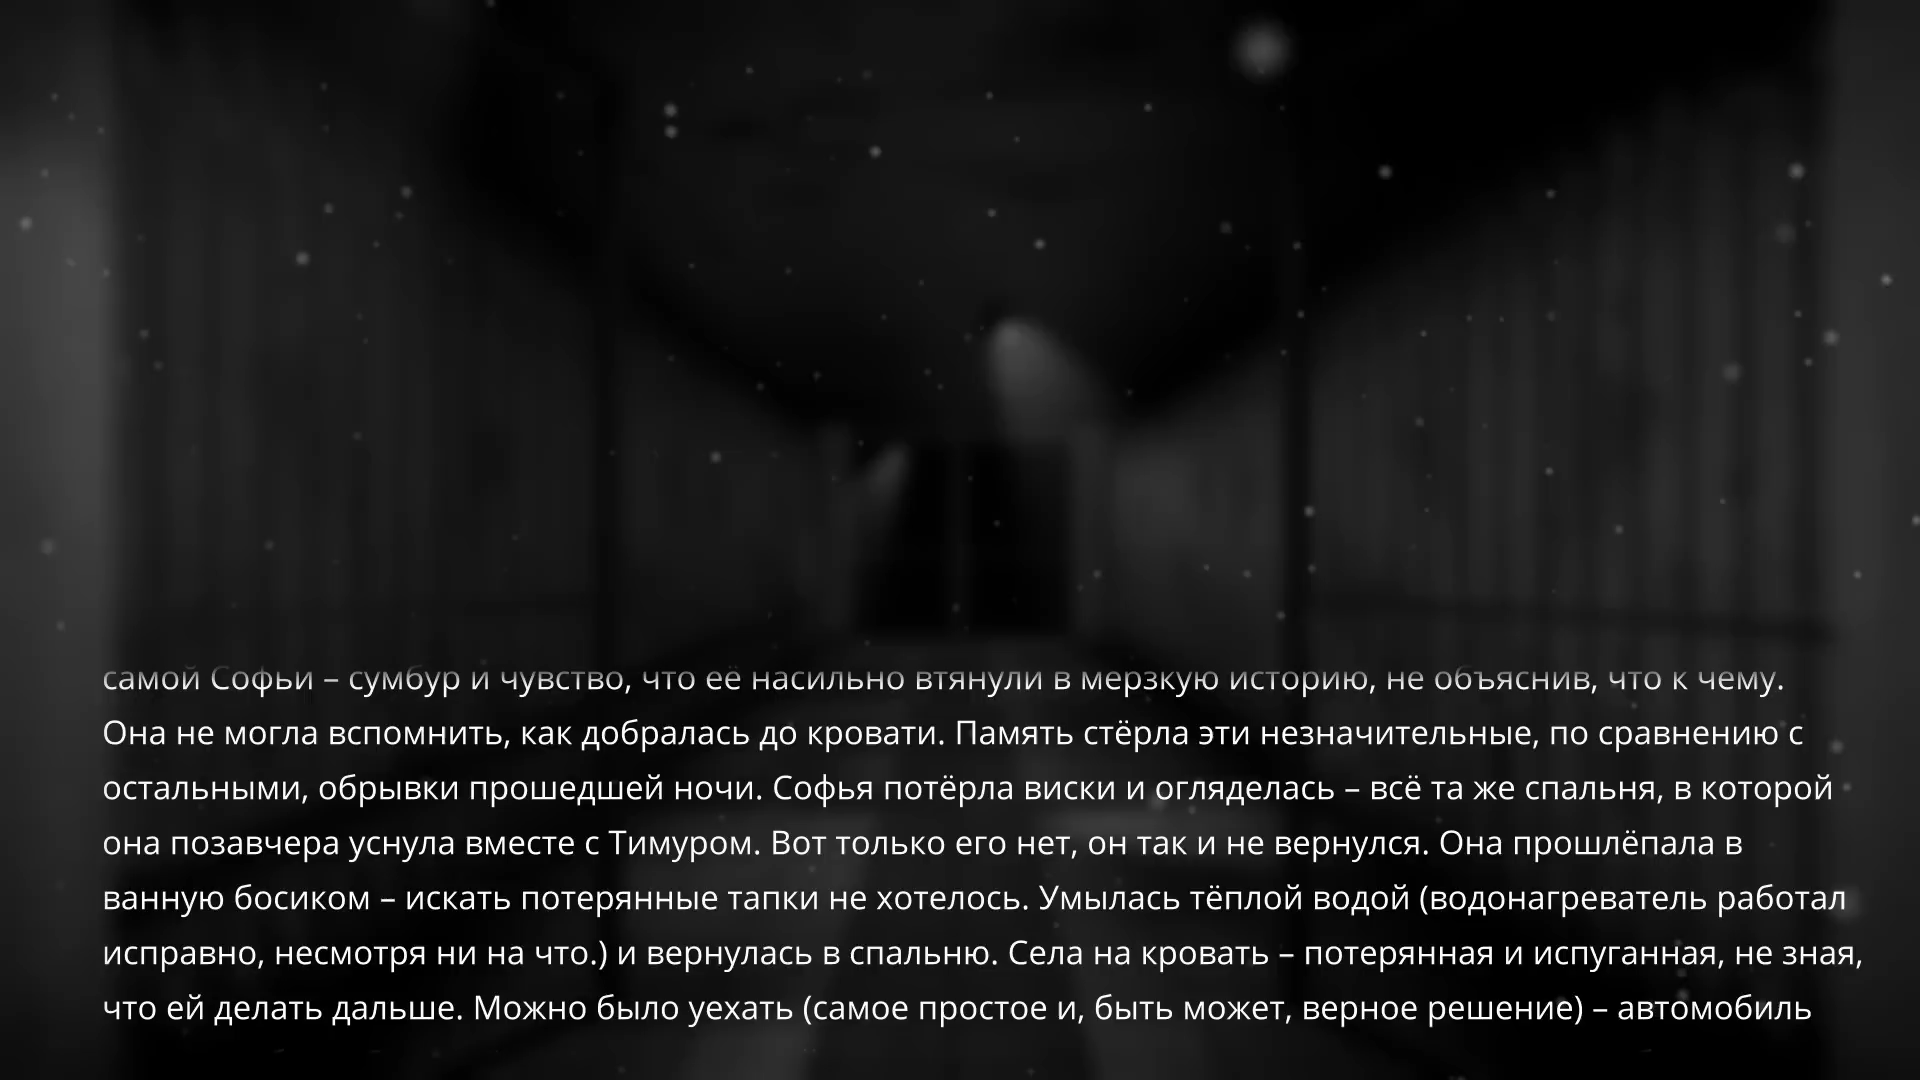 самой Софьи – сумбур и чувство, что её насильно втянули в мерзкую историю, не объяснив, что к чему.
Она не могла вспомнить, как добралась до кровати. Память стёрла эти незначительные, по сравнению с
остальными, обрывки прошедшей ночи. Софья потёрла виски и огляделась – всё та же спальня, в которой
она позавчера уснула вместе с Тимуром. Вот только его нет, он так и не вернулся. Она прошлёпала в
ванную босиком – искать потерянные тапки не хотелось. Умылась тёплой водой (водонагреватель работал
исправно, несмотря ни на что.) и вернулась в спальню. Села на кровать – потерянная и испуганная, не зная,
что ей делать дальше. Можно было уехать (самое простое и, быть может, верное решение) – автомобиль